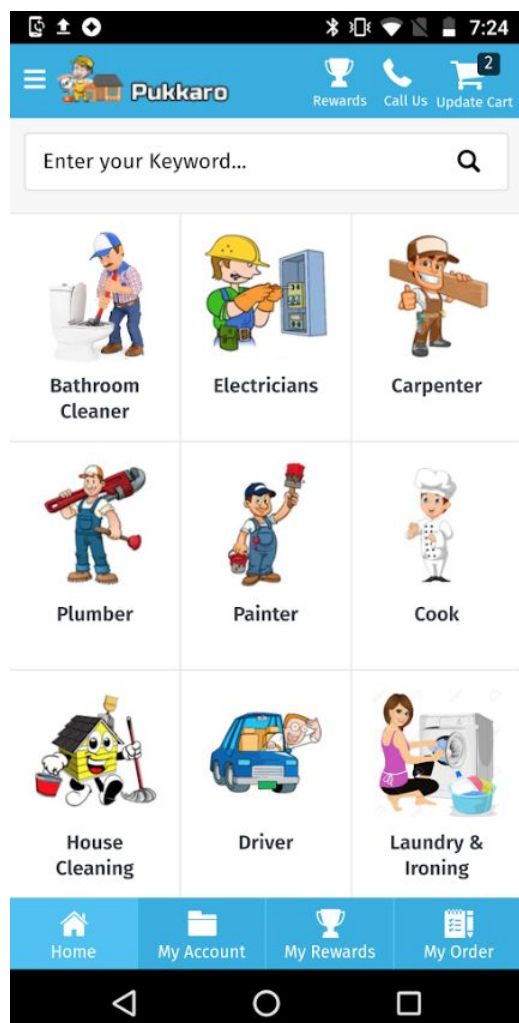 7:24
Pukkaro
Rewards
Call Us
2
Update Cart
Enter your Keyword...
Bathroom
Cleaner
Electricians
Carpenter
Plumber
Painter
Cook
House
Cleaning
Driver
Laundry &
Ironing
Home
My Account
My Rewards
My Order